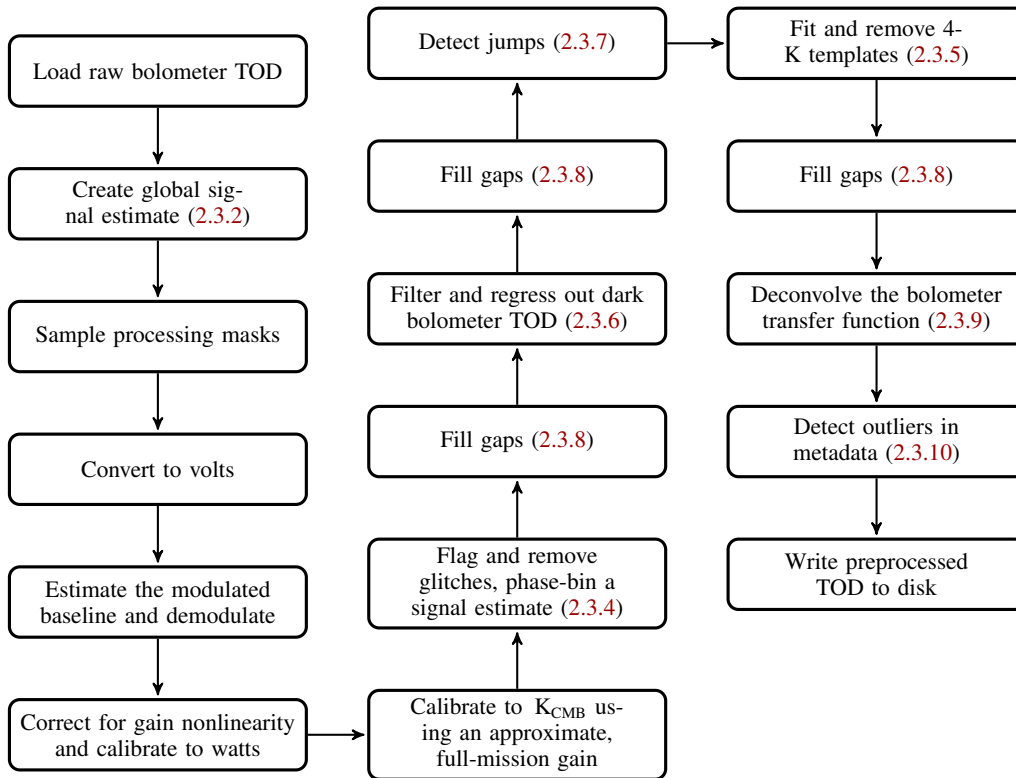 Load raw bolometer TOD
Create global sig-
nal estimate (2.3.2)
Sample processing masks
Convert to volts
Estimate the modulated
baseline and demodulate
Correct for gain nonlinearity
and calibrate to watts
Calibrate to K_CMB us-
ing an approximate,
full-mission gain
Flag and remove
glitches, phase-bin a
signal estimate (2.3.4)
Fill gaps (2.3.8)
Filter and regress out dark
bolometer TOD (2.3.6)
Fill gaps (2.3.8)
Detect jumps (2.3.7)
Fit and remove 4-
K templates (2.3.5)
Fill gaps (2.3.8)
Deconvolve the bolometer
transfer function (2.3.9)
Detect outliers in
metadata (2.3.10)
Write preprocessed
TOD to disk